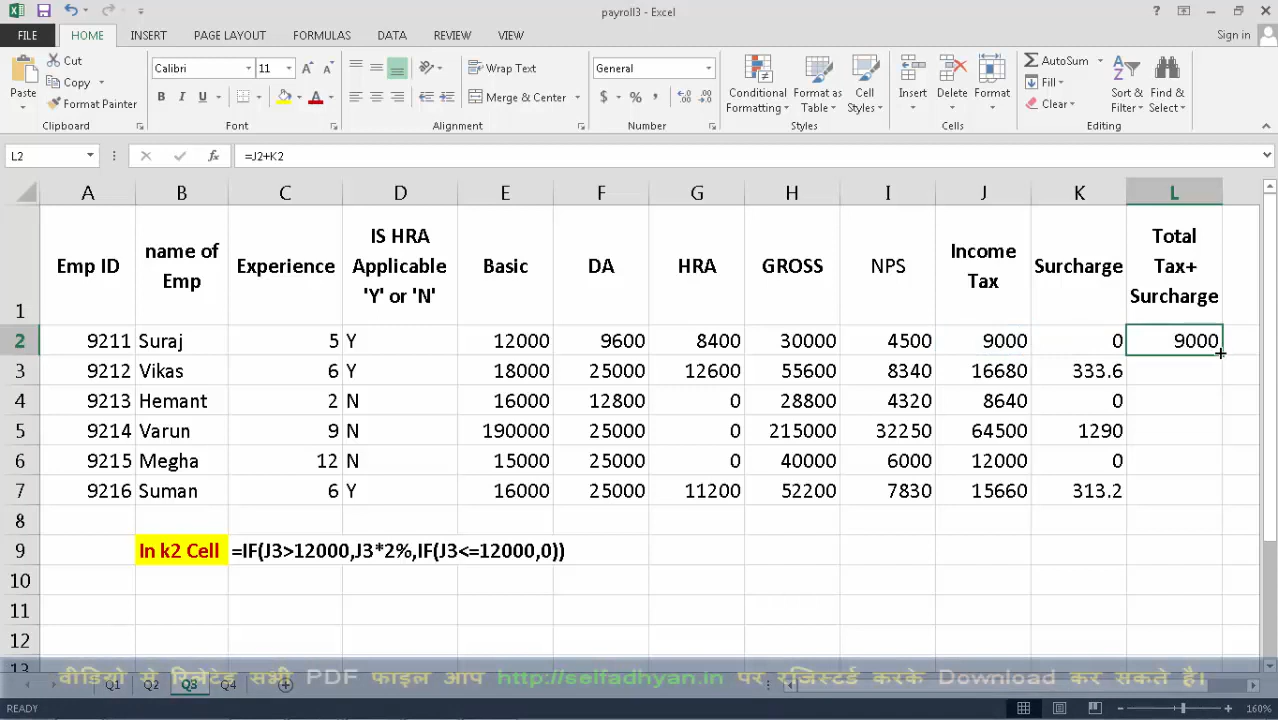 payroll3 - Excel
FILE HOME INSERT PAGE LAYOUT FORMULAS DATA REVIEW VIEW Sign in
Paste Cut Copy Format Painter Clipboard
Calibri 11 B I U Font
Wrap Text Merge & Center Alignment
General $ % , Number
Conditional Formatting Format as Table Cell Styles Styles
Insert Delete Format Cells
AutoSum Fill Clear Sort & Filter Find & Select Editing
L2 fx =J2+K2
A B C D E F G H I J K L
1 Emp ID name of Emp Experience IS HRA Applicable 'Y' or 'N' Basic DA HRA GROSS NPS Income Tax Surcharge Total Tax+ Surcharge
2 9211 Suraj 5 Y 12000 9600 8400 30000 4500 9000 0 9000
3 9212 Vikas 6 Y 18000 25000 12600 55600 8340 16680 333.6
4 9213 Hemant 2 N 16000 12800 0 28800 4320 8640 0
5 9214 Varun 9 N 190000 25000 0 215000 32250 64500 1290
6 9215 Megha 12 N 15000 25000 0 40000 6000 12000 0
7 9216 Suman 6 Y 16000 25000 11200 52200 7830 15660 313.2
8
9 In k2 Cell =IF(J3>12000,J3*2%,IF(J3<=12000,0))
10
11
12
13
वीडियो से रिलेटेड सभी PDF फाइल आप http://selfadhyan.in पर रजिस्टर्ड करके Download कर सकते है।
Q1 Q2 Q3 Q4
READY 160%